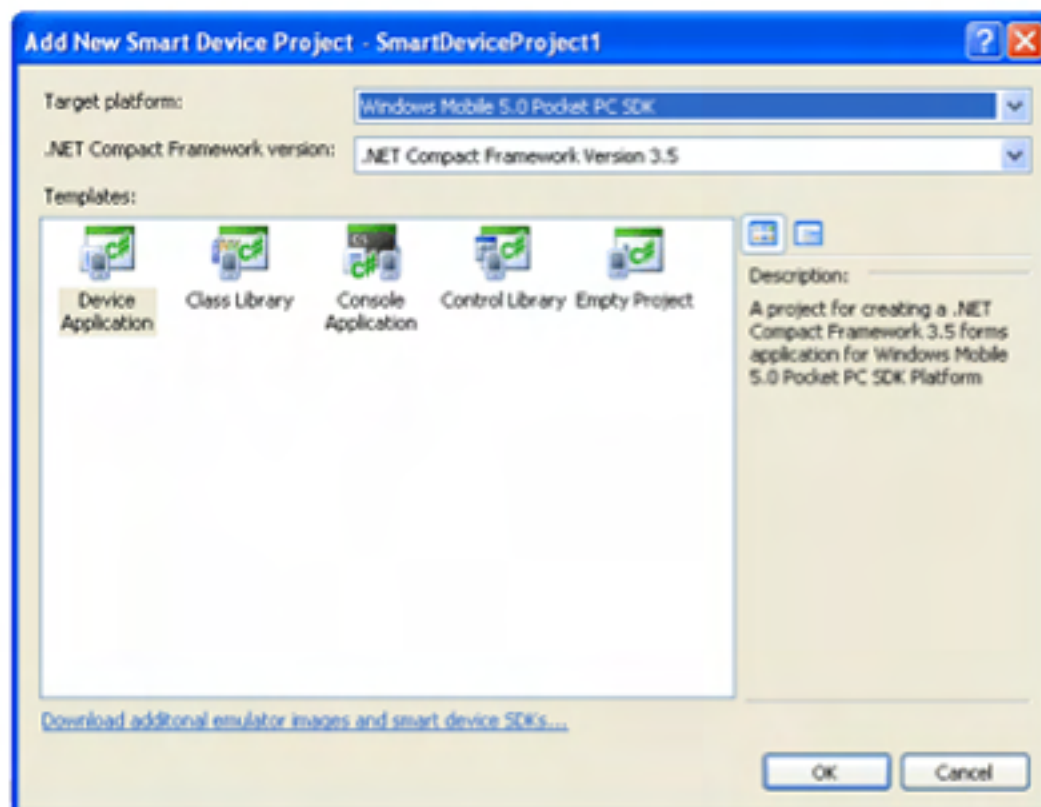 Add New Smart Device Project - SmartDeviceProject1
Target platform:
Windows Mobile 5.0 Pocket PC SDK
.NET Compact Framework version:
.NET Compact Framework Version 3.5
Templates:
Device
Application
Class Library
Console
Application
Control Library
Empty Project
Description:
A project for creating a .NET
Compact Framework 3.5 forms
application for Windows Mobile
5.0 Pocket PC SDK Platform
Download additonal emulator images and smart device SDKs...
OK
Cancel